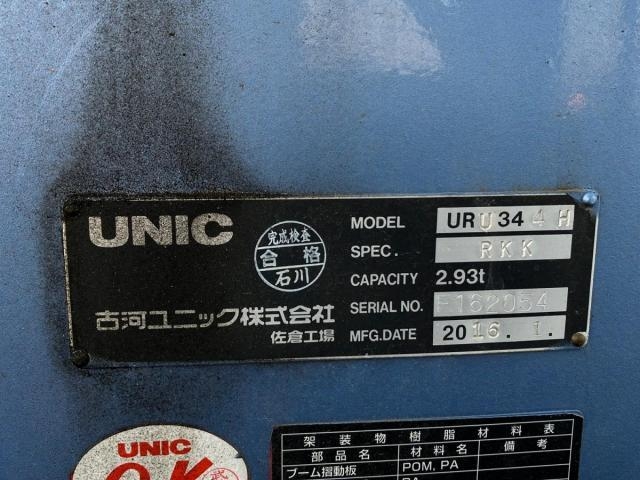 UNIC
完成検査
合格
石川
古河ユニック株式会社
佐倉工場
MODEL URU344H
SPEC. RKK
CAPACITY 2.93t
SERIAL NO. F162054
MFG.DATE 2016.1.
UNIC
O.K
架装物樹脂材料表
部品名 材料名 備考
ブーム摺動板 POM, PA